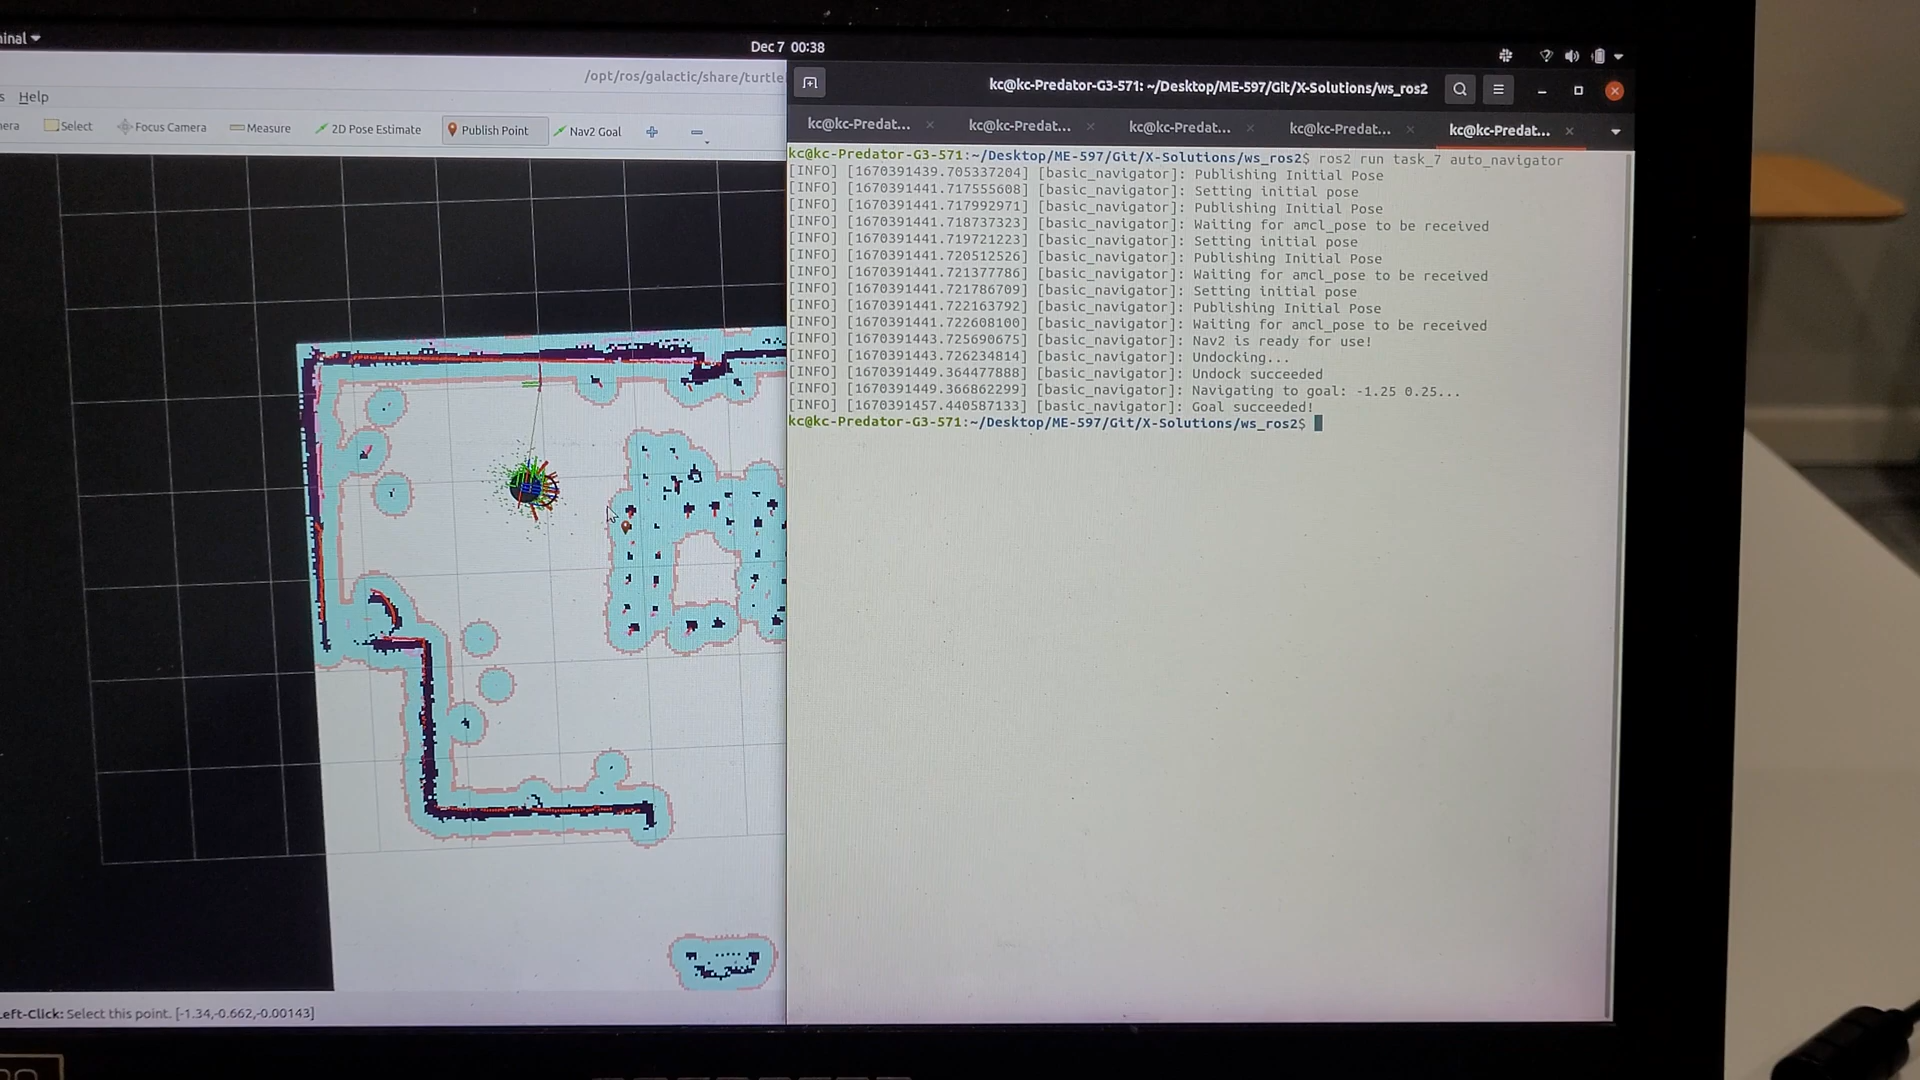 inal
Dec 7 00:38
/opt/ros/galactic/share/turtle
s Help
era Select Focus Camera Measure 2D Pose Estimate Publish Point Nav2 Goal
kc@kc-Predator-G3-571: ~/Desktop/ME-597/Git/X-Solutions/ws_ros2
kc@kc-Predat... kc@kc-Predat... kc@kc-Predat... kc@kc-Predat... kc@kc-Predat...
kc@kc-Predator-G3-571:~/Desktop/ME-597/Git/X-Solutions/ws_ros2$ ros2 run task_7 auto_navigator
[INFO] [1670391439.705337204] [basic_navigator]: Publishing Initial Pose
[INFO] [1670391441.717555608] [basic_navigator]: Setting initial pose
[INFO] [1670391441.717992971] [basic_navigator]: Publishing Initial Pose
[INFO] [1670391441.718737323] [basic_navigator]: Waiting for amcl_pose to be received
[INFO] [1670391441.719721223] [basic_navigator]: Setting initial pose
[INFO] [1670391441.720512526] [basic_navigator]: Publishing Initial Pose
[INFO] [1670391441.721377786] [basic_navigator]: Waiting for amcl_pose to be received
[INFO] [1670391441.721786709] [basic_navigator]: Setting initial pose
[INFO] [1670391441.722163792] [basic_navigator]: Publishing Initial Pose
[INFO] [1670391441.722608100] [basic_navigator]: Waiting for amcl_pose to be received
[INFO] [1670391443.725690675] [basic_navigator]: Nav2 is ready for use!
[INFO] [1670391443.726234814] [basic_navigator]: Undocking...
[INFO] [1670391449.364477888] [basic_navigator]: Undock succeeded
[INFO] [1670391449.366862299] [basic_navigator]: Navigating to goal: -1.25 0.25...
[INFO] [1670391457.440587133] [basic_navigator]: Goal succeeded!
kc@kc-Predator-G3-571:~/Desktop/ME-597/Git/X-Solutions/ws_ros2$
eft-Click: Select this point. [-1.34,-0.662,-0.00143]